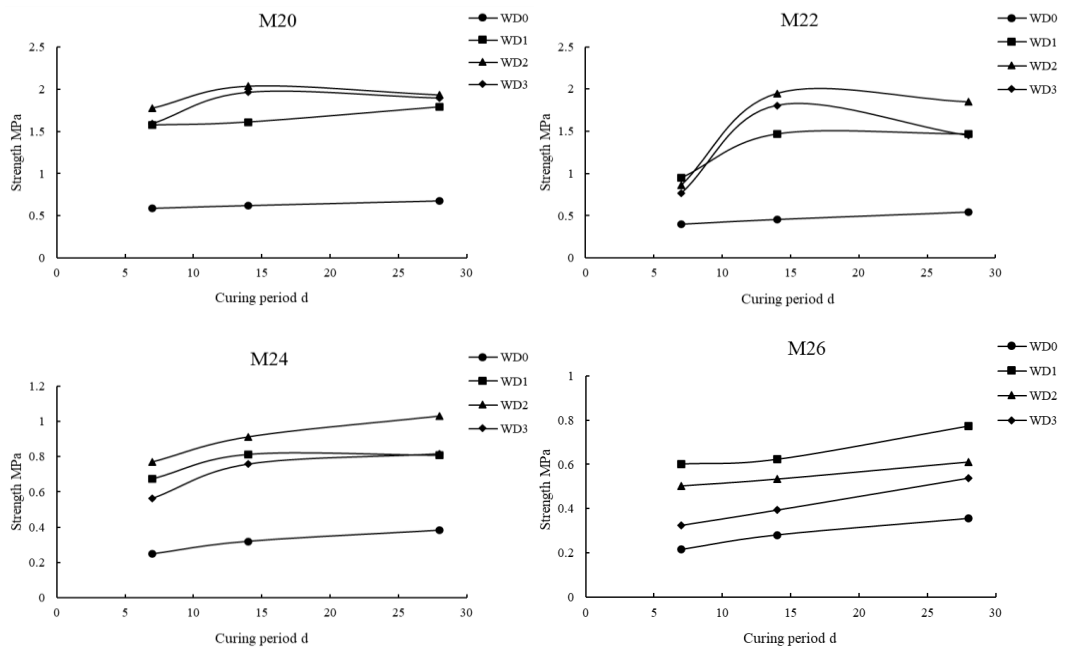 M20
WD0
WD1
WD2
WD3
2.5
2
1.5
1
0.5
0
Strength MPa
0 5 10 15 20 25 30
Curing period d
M22
WD0
WD1
WD2
WD3
2.5
2
1.5
1
0.5
0
Strength MPa
0 5 10 15 20 25 30
Curing period d
M24
WD0
WD1
WD2
WD3
1.2
1
0.8
0.6
0.4
0.2
0
Strength MPa
0 5 10 15 20 25 30
Curing period d
M26
WD0
WD1
WD2
WD3
1
0.8
0.6
0.4
0.2
0
Strength MPa
0 5 10 15 20 25 30
Curing period d